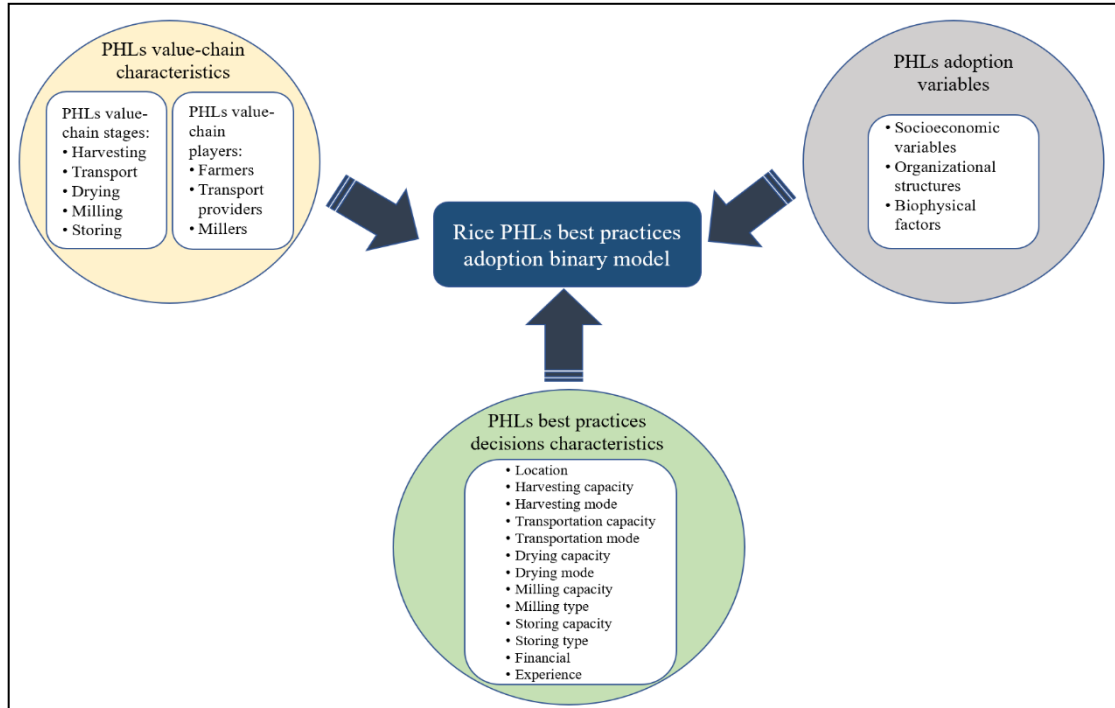 PHLs value-chain
characteristics
PHLs value-
chain stages:
• Harvesting
• Transport
• Drying
• Milling
• Storing
PHLs value-
chain
players:
• Farmers
• Transport
providers
• Millers
PHLs adoption
variables
• Socioeconomic
variables
• Organizational
structures
• Biophysical
factors
Rice PHLs best practices
adoption binary model
PHLs best practices
decisions characteristics
• Location
• Harvesting capacity
• Harvesting mode
• Transportation capacity
• Transportation mode
• Drying capacity
• Drying mode
• Milling capacity
• Milling type
• Storing capacity
• Storing type
• Financial
• Experience